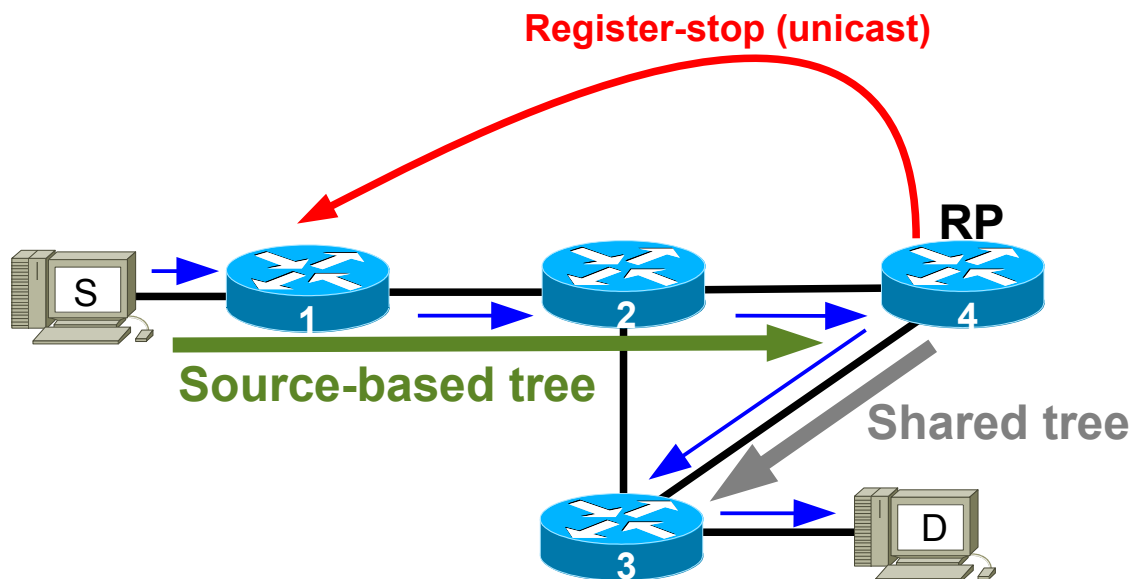 Register-stop (unicast)
RP
S
1
2
4
Source-based tree
Shared tree
3
D